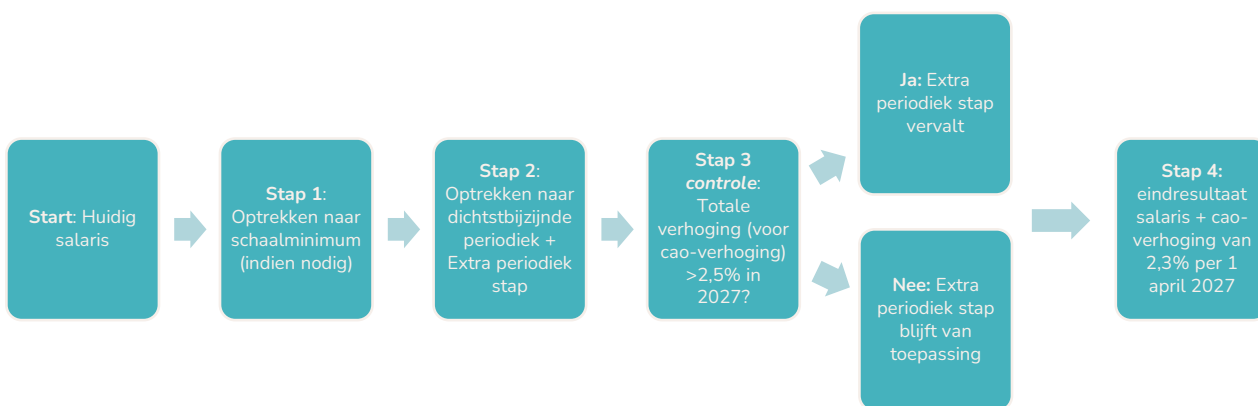 Start: Huidig
salaris
Stap 1:
Optrekken naar
schaalminimum
(indien nodig)
Stap 2:
Optrekken naar
dichtstbijzijnde
periodiek +
Extra periodiek
stap
Stap 3
controle:
Totale
verhoging (voor
cao-verhoging)
>2,5% in
2027?
Ja: Extra
periodiek stap
vervalt
Nee: Extra
periodiek stap
blijft van
toepassing
Stap 4:
eindresultaat
salaris + cao-
verhoging van
2,3% per 1
april 2027